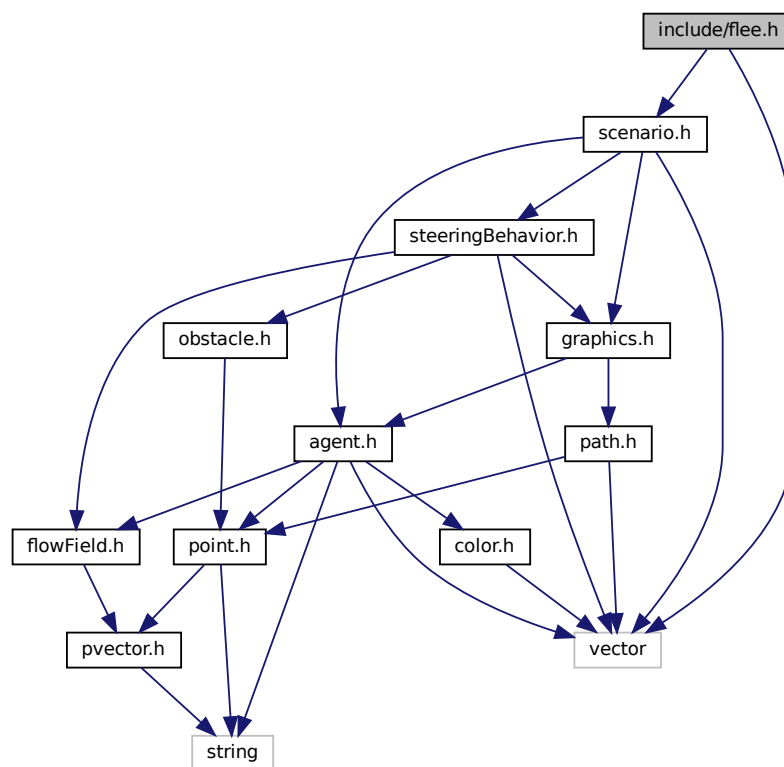 include/flee.h
scenario.h
steeringBehavior.h
obstacle.h
graphics.h
agent.h
path.h
flowField.h
point.h
color.h
pvector.h
vector
string